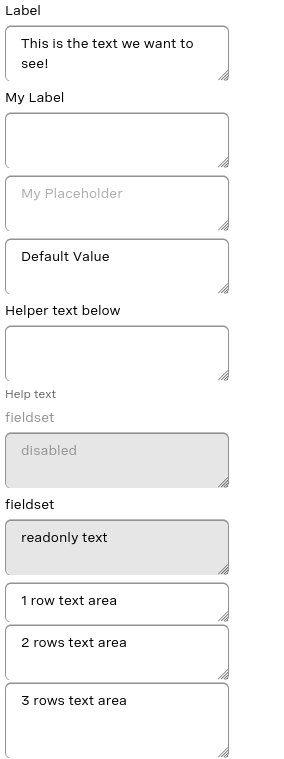 Label
This is the text we want to
see!
My Label
My Placeholder
Default Value
Helper text below
Help text
fieldset
disabled
fieldset
readonly text
1 row text area
2 rows text area
3 rows text area